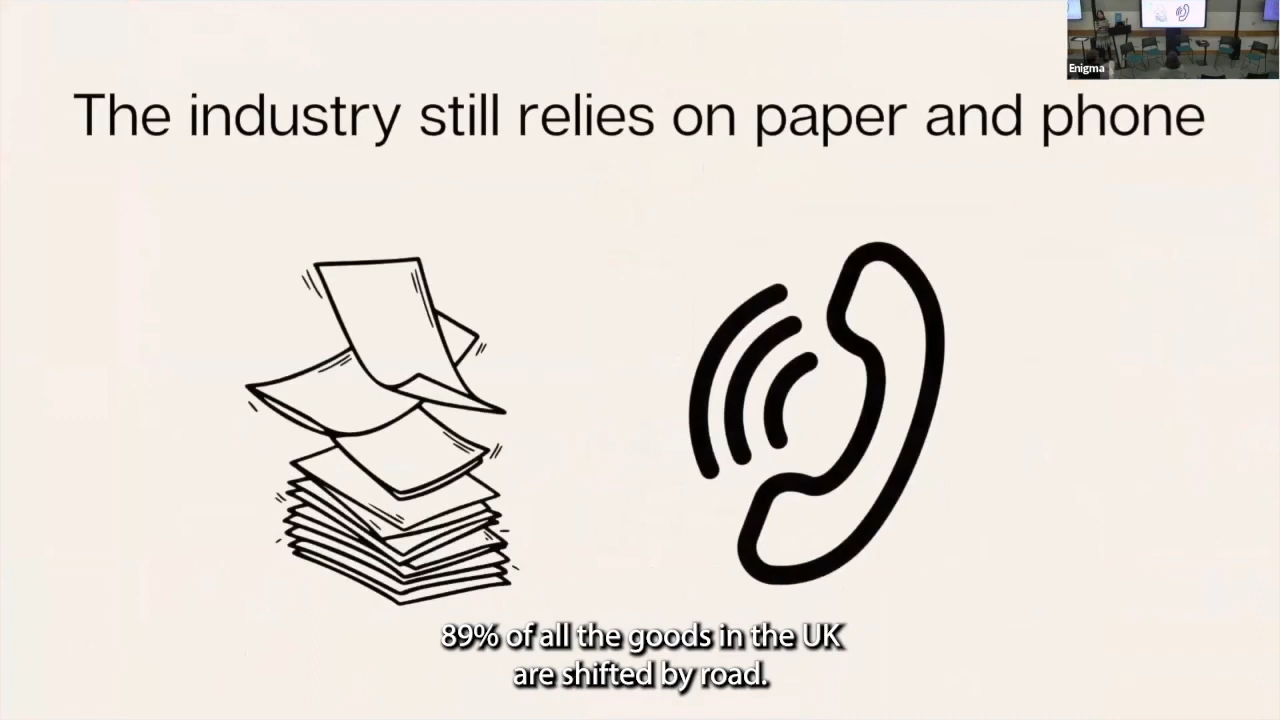 Enigma
The industry still relies on paper and phone
89% of all the goods in the UK
are shifted by road.